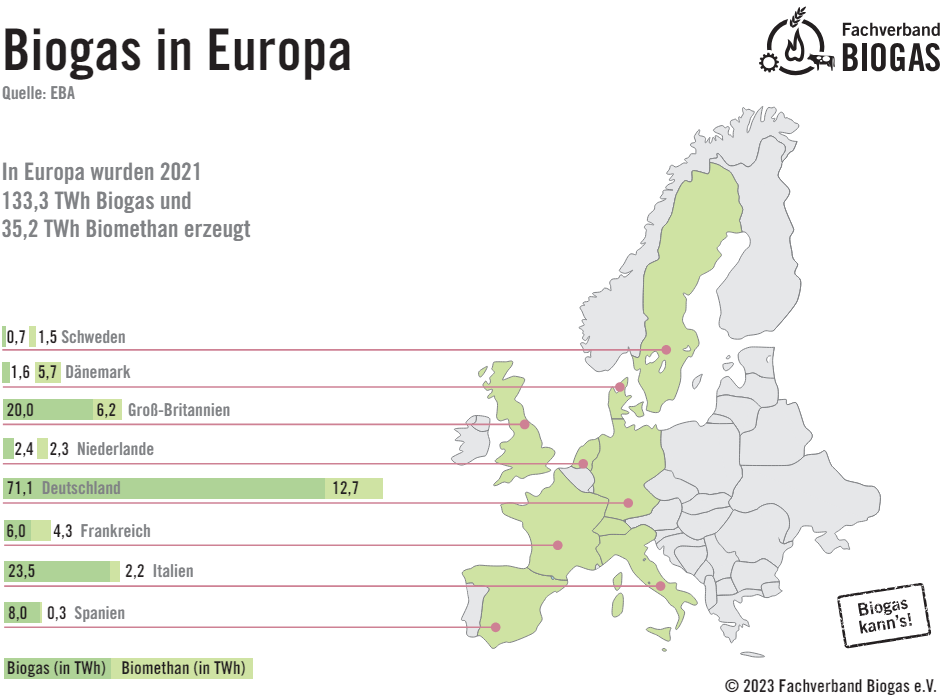 Biogas in Europa
Quelle: EBA
Fachverband
BIOGAS
In Europa wurden 2021
133,3 TWh Biogas und
35,2 TWh Biomethan erzeugt
0,7 1,5 Schweden
1,6 5,7 Dänemark
20,0 6,2 Groß-Britannien
2,4 2,3 Niederlande
71,1 Deutschland 12,7
6,0 4,3 Frankreich
23,5 2,2 Italien
8,0 0,3 Spanien
Biogas (in TWh) Biomethan (in TWh)
Biogas
kann's!
© 2023 Fachverband Biogas e.V.